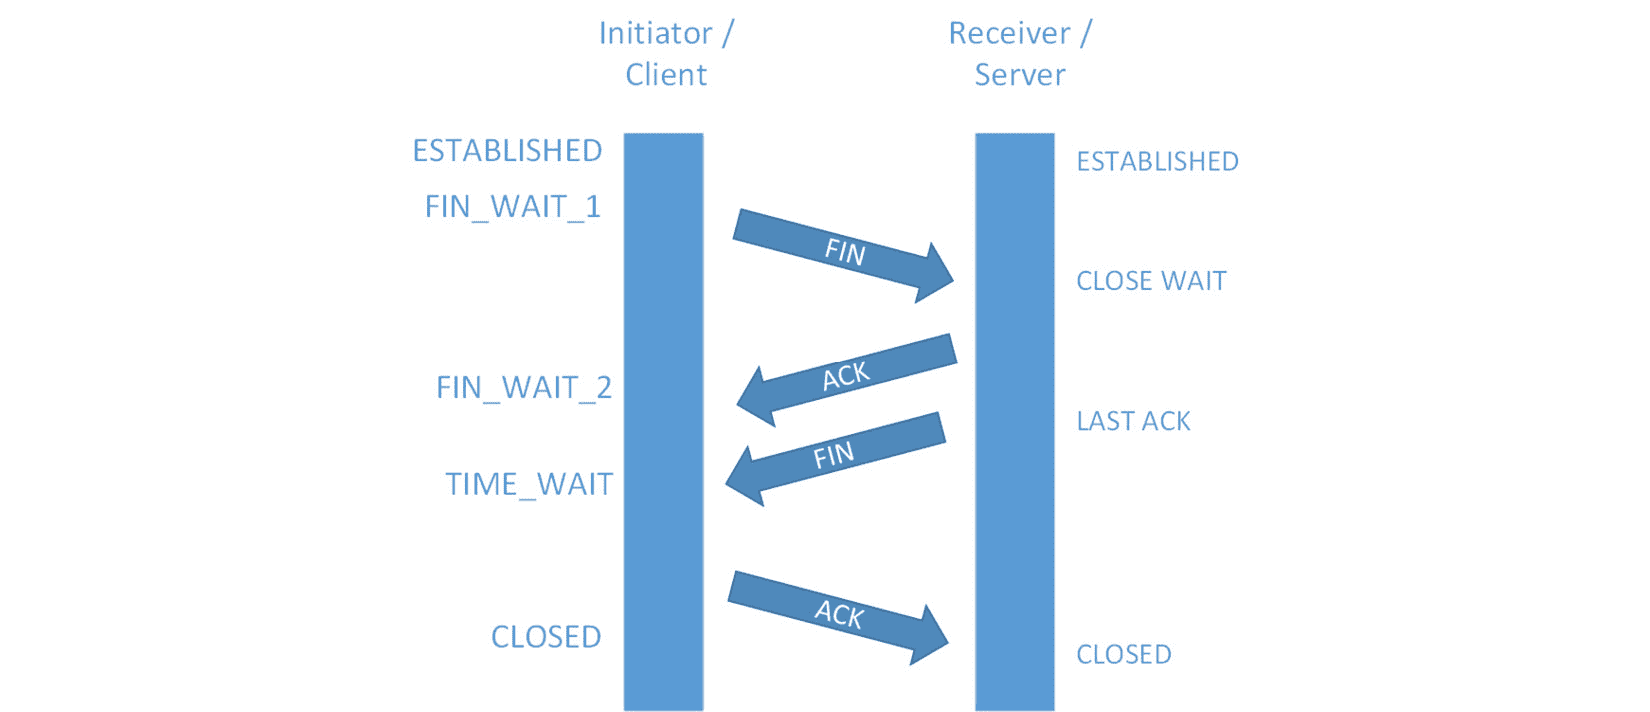 Initiator /
Client
Receiver /
Server
ESTABLISHED
ESTABLISHED
FIN_WAIT_1
FIN
CLOSE WAIT
ACK
FIN_WAIT_2
LAST ACK
FIN
TIME_WAIT
ACK
CLOSED
CLOSED